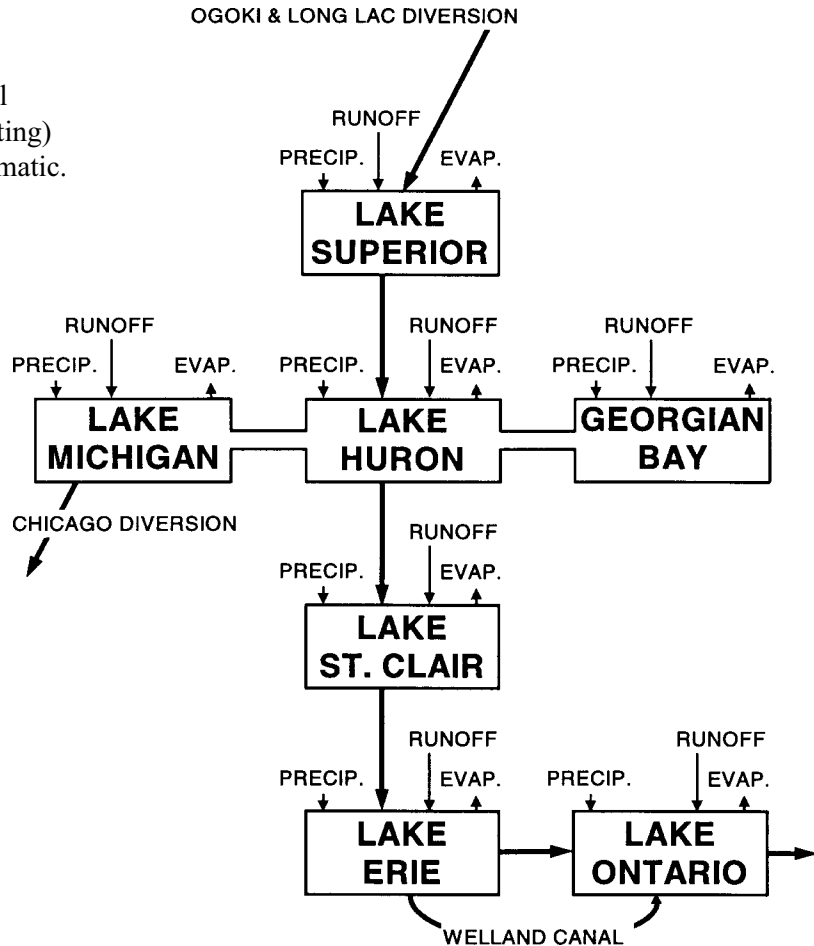 OGOKI & LONG LAC DIVERSION
ting)
matic.
RUNOFF
PRECIP. EVAP.
LAKE
SUPERIOR
RUNOFF RUNOFF RUNOFF
PRECIP. EVAP. PRECIP. EVAP. PRECIP. EVAP.
LAKE LAKE GEORGIAN
MICHIGAN HURON BAY
CHICAGO DIVERSION
RUNOFF
PRECIP. EVAP.
LAKE
ST. CLAIR
RUNOFF RUNOFF
PRECIP. EVAP. PRECIP. EVAP.
LAKE LAKE
ERIE ONTARIO
WELLAND CANAL